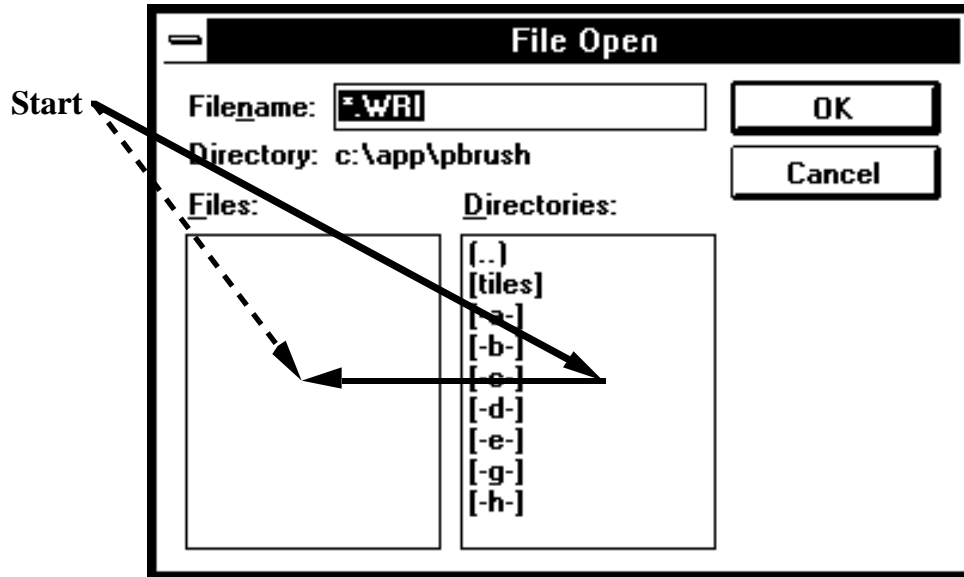 File Open
Start
Filename: *.WRI
OK
Directory: c:\app\pbrush
Cancel
Files:
Directories:
[..]
[tiles]
[-a-]
[-b-]
[-c-]
[-d-]
[-e-]
[-g-]
[-h-]